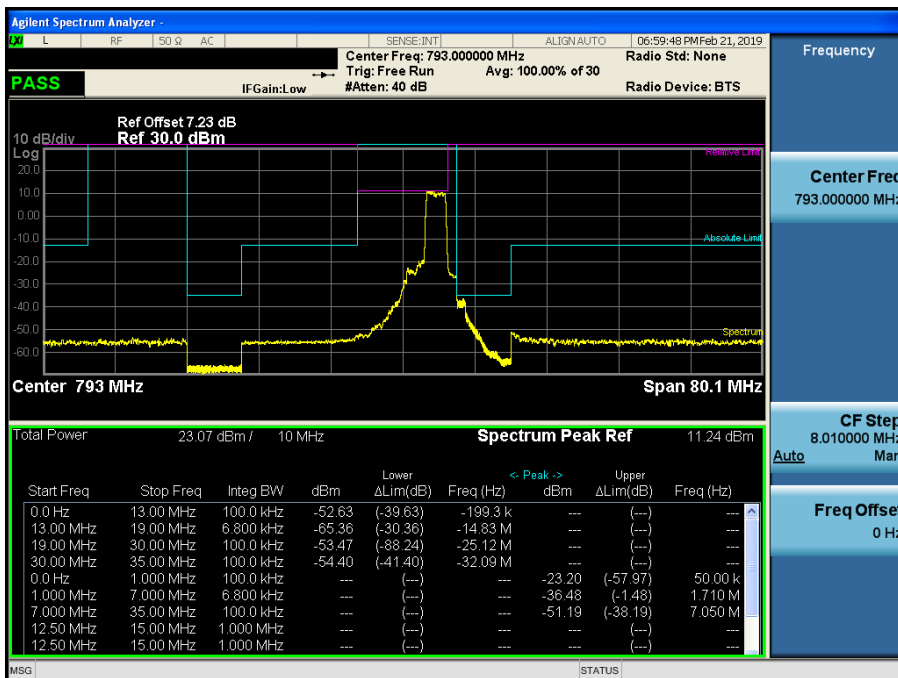 Agilent Spectrum Analyzer -
LXI L RF 50 Ω AC SENSE:INT ALIGN AUTO 06:59:48 PM Feb 21, 2019
Center Freq: 793.000000 MHz Radio Std: None
Trig: Free Run Avg: 100.00% of 30
PASS IFGain:Low #Atten: 40 dB Radio Device: BTS
Ref Offset 7.23 dB
10 dB/div Ref 30.0 dBm
Log
Relative Limit
20.0
10.0
0.00
-10.0
Absolute Limit
-20.0
-30.0
-40.0
-50.0
Spectrum
-60.0
Center 793 MHz Span 80.1 MHz
Total Power 23.07 dBm / 10 MHz Spectrum Peak Ref 11.24 dBm
Lower <- Peak -> Upper
Start Freq Stop Freq Integ BW dBm ΔLim(dB) Freq (Hz) dBm ΔLim(dB) Freq (Hz)
0.0 Hz 13.00 MHz 100.0 kHz -52.63 (-39.63) -199.3 k --- (---) ---
13.00 MHz 19.00 MHz 6.800 kHz -65.36 (-30.36) -14.83 M --- (---) ---
19.00 MHz 30.00 MHz 100.0 kHz -53.47 (-88.24) -25.12 M --- (---) ---
30.00 MHz 35.00 MHz 100.0 kHz -54.40 (-41.40) -32.09 M --- (---) ---
0.0 Hz 1.000 MHz 100.0 kHz --- (---) --- -23.20 (-57.97) 50.00 k
1.000 MHz 7.000 MHz 6.800 kHz --- (---) --- -36.48 (-1.48) 1.710 M
7.000 MHz 35.00 MHz 100.0 kHz --- (---) --- -51.19 (-38.19) 7.050 M
12.50 MHz 15.00 MHz 1.000 MHz --- (---) --- --- (---) ---
12.50 MHz 15.00 MHz 1.000 MHz --- (---) --- --- (---) ---
MSG STATUS
Frequency
Center Freq
793.000000 MHz
CF Step
8.010000 MHz
Auto Man
Freq Offset
0 Hz